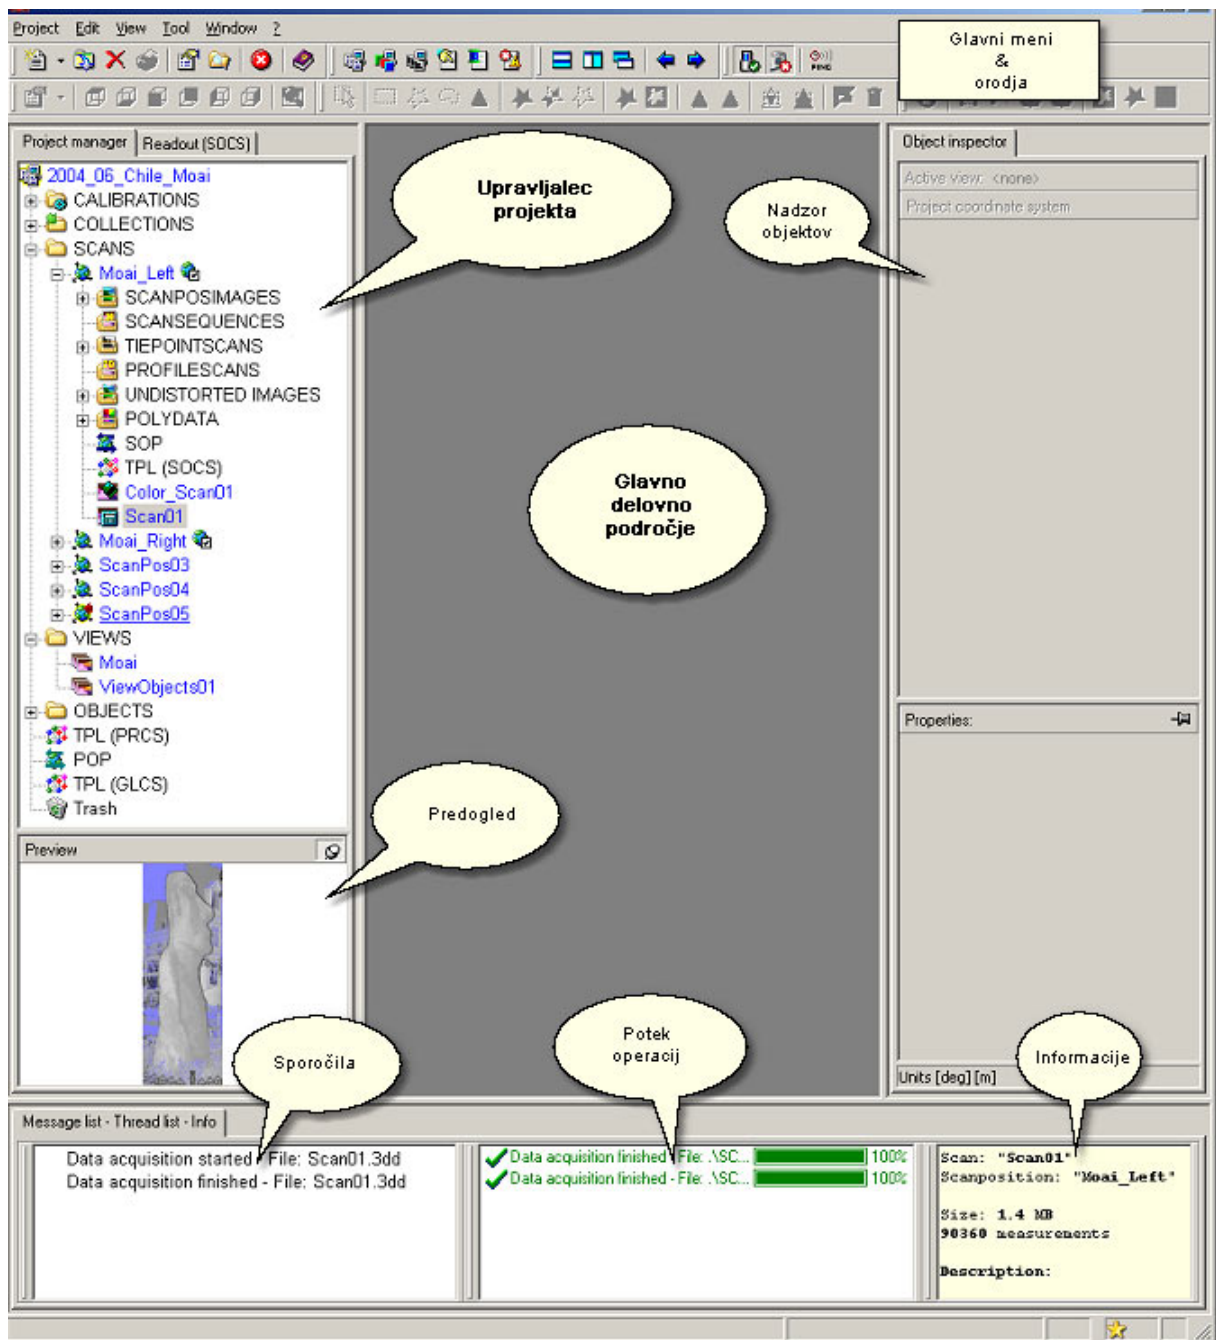 Project Edit View Tool Window ?
Glavni meni
&
orodja
PING
Project manager
Readout (SOCS)
2004_06_Chile_Moai
CALIBRATIONS
COLLECTIONS
SCANS
Moai_Left
SCANPOSIMAGES
SCANSEQUENCES
TIEPOINTSCANS
PROFILESCANS
UNDISTORTED IMAGES
POLYDATA
SOP
TPL (SOCS)
Color_Scan01
Scan01
Moai_Right
ScanPos03
ScanPos04
ScanPos05
VIEWS
Moai
ViewObjects01
OBJECTS
TPL (PRCS)
POP
TPL (GLCS)
Trash
Preview
Upravljalec
projekta
Nadzor
objektov
Glavno
delovno
področje
Predogled
Object inspector
Active view: <none>
Project coordinate system
Properties:
Units [deg] [m]
Sporočila
Potek
operacij
Informacije
Message list - Thread list - Info
Data acquisition started - File: Scan01.3dd
Data acquisition finished - File: Scan01.3dd
Data acquisition finished - File: .\SC... 100%
Data acquisition finished - File: .\SC... 100%
Scan: "Scan01"
Scanposition: "Moai_Left"
Size: 1.4 MB
90360 measurements
Description: